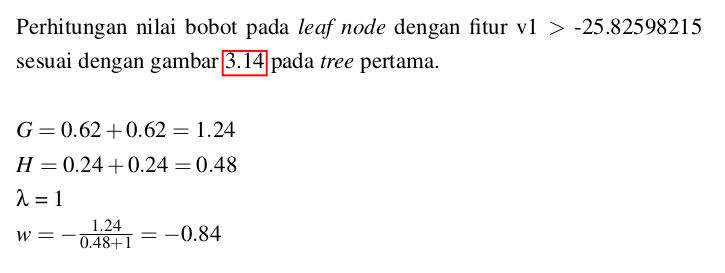 Perhitungan nilai bobot pada leaf node dengan fitur v1 > -25.82598215
sesuai dengan gambar 3.14 pada tree pertama.
G = 0.62 + 0.62 = 1.24
H = 0.24 + 0.24 = 0.48
λ = 1
w = −\frac{1.24}{0.48+1} = −0.84